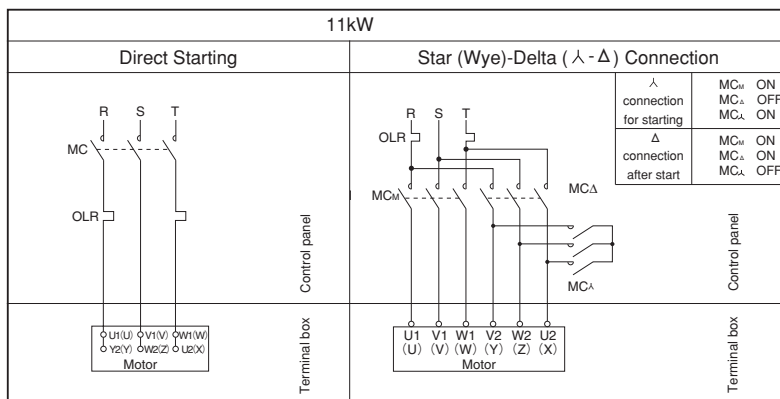 11kW
Direct Starting
Star (Wye)-Delta (⅄-Δ) Connection
R S T
MC
OLR
Control panel
U1(U) V1(V) W1(W)
Y2(Y) W2(Z) U2(X)
Motor
Terminal box
⅄
connection
for starting
MCM ON
MCΔ OFF
MC⅄ ON
Δ
connection
after start
MCM ON
MCΔ ON
MC⅄ OFF
R S T
OLR
MCM
MCΔ
MC⅄
Control panel
U1 V1 W1 V2 W2 U2
(U) (V) (W) (Y) (Z) (X)
Motor
Terminal box